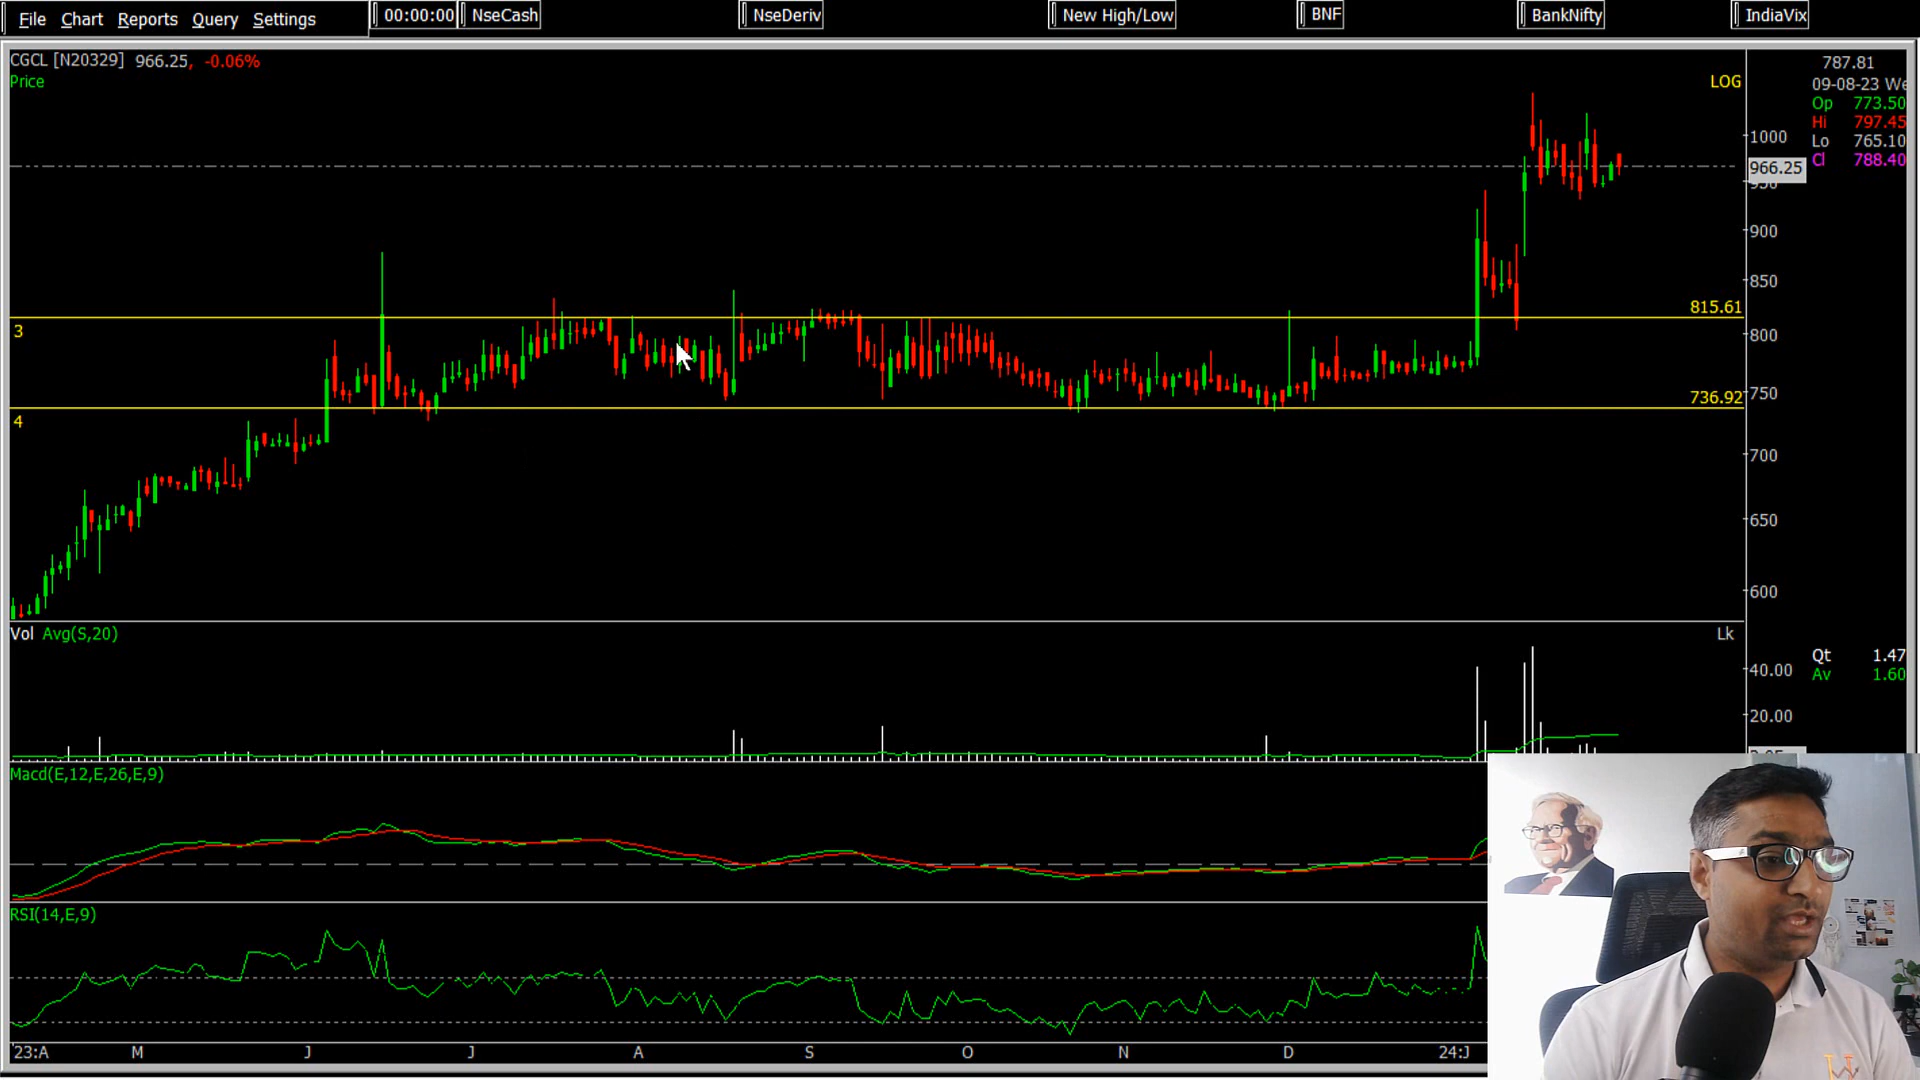 File Chart Reports Query Settings 00:00:00 NseCash NseDeriv New High/Low BNF BankNifty IndiaVix
CGCL [N20329] 966.25, -0.06%
Price
LOG
787.81
09-08-23 We
Op 773.50
Hi 797.45
Lo 765.10
Cl 788.40
1000
966.25
950
900
850
815.61
3
800
736.92
750
4
700
650
600
Vol Avg(S,20)
Lk
Qt 1.47
Av 1.60
40.00
20.00
Macd(E,12,E,26,E,9)
RSI(14,E,9)
23:A M J J A S O N D 24:J